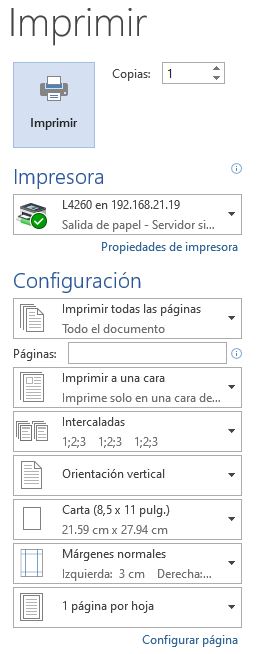 Imprimir
Copias: 1
Imprimir
Impresora
L4260 en 192.168.21.19
Salida de papel - Servidor si...
Propiedades de impresora
Configuración
Imprimir todas las páginas
Todo el documento
Páginas:
Imprimir a una cara
Imprime solo en una cara de...
Intercaladas
1;2;3 1;2;3 1;2;3
Orientación vertical
Carta (8,5 x 11 pulg.)
21.59 cm x 27.94 cm
Márgenes normales
Izquierda: 3 cm Derecha:...
1 página por hoja
Configurar página